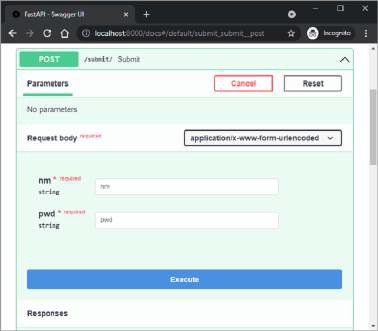 FastAPI - Swagger UI
localhost:8000/docs#/default/submit_submit__post
Incognito
POST /submit/ Submit
Parameters Cancel Reset
No parameters
Request body required application/x-www-form-urlencoded
nm * required
string
nm
pwd * required
string
pwd
Execute
Responses